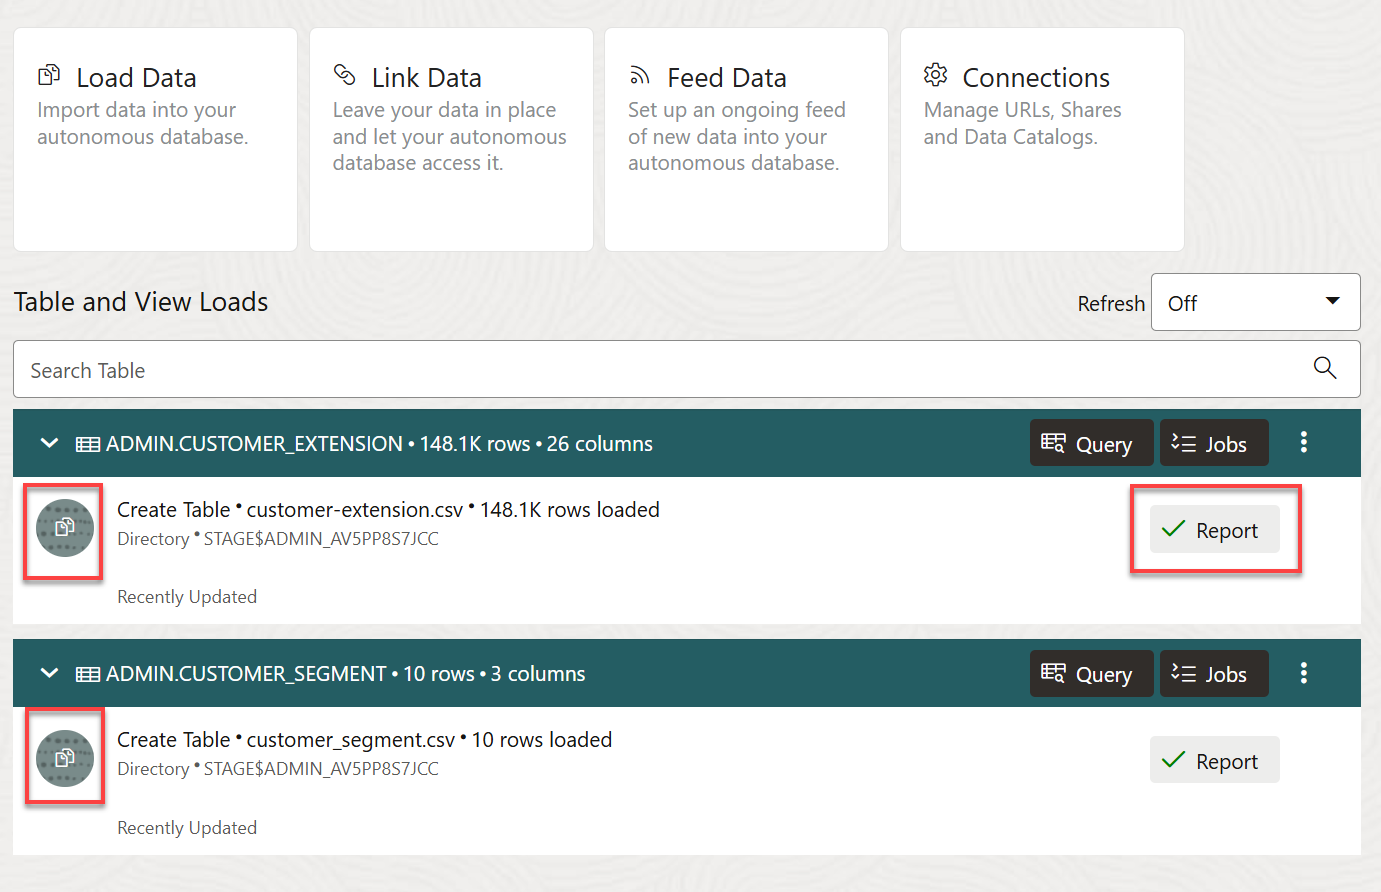 Load Data
Import data into your
autonomous database.
Link Data
Leave your data in place
and let your autonomous
database access it.
Feed Data
Set up an ongoing feed
of new data into your
autonomous database.
Connections
Manage URLs, Shares
and Data Catalogs.
Table and View Loads
Refresh
Off
Search Table
ADMIN.CUSTOMER_EXTENSION • 148.1K rows • 26 columns
Query
Jobs
Create Table • customer-extension.csv • 148.1K rows loaded
Directory • STAGE$ADMIN_AV5PP8S7JCC
Report
Recently Updated
ADMIN.CUSTOMER_SEGMENT • 10 rows • 3 columns
Query
Jobs
Create Table • customer_segment.csv • 10 rows loaded
Directory • STAGE$ADMIN_AV5PP8S7JCC
Report
Recently Updated